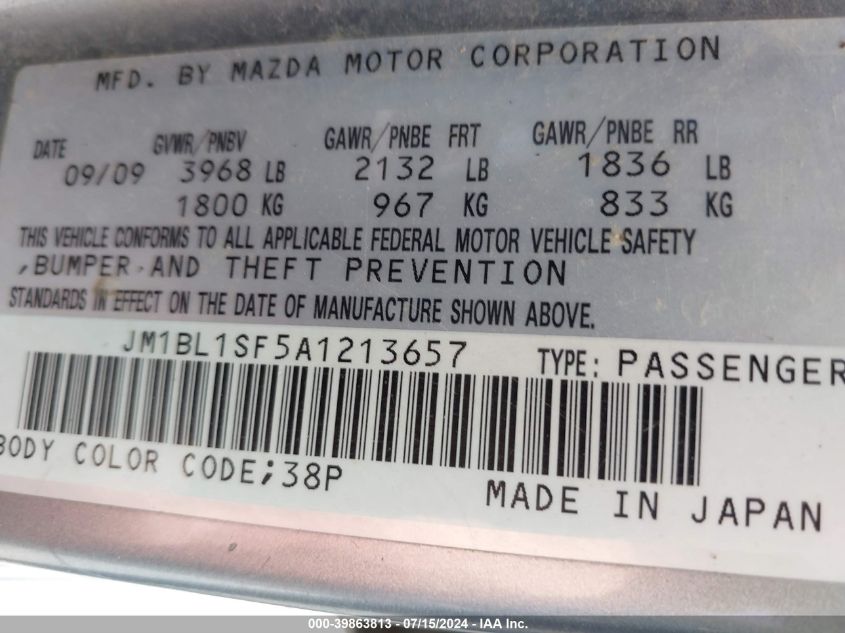 MFD. BY MAZDA MOTOR CORPORATION
DATE GVWR/PNBV GAWR/PNBE FRT GAWR/PNBE RR
09/09 3968 LB 2132 LB 1836 LB
1800 KG 967 KG 833 KG
THIS VEHICLE CONFORMS TO ALL APPLICABLE FEDERAL MOTOR VEHICLE SAFETY
,BUMPER AND THEFT PREVENTION
STANDARDS IN EFFECT ON THE DATE OF MANUFACTURE SHOWN ABOVE.
JM1BL1SF5A1213657 TYPE: PASSENGER
BODY COLOR CODE;38P
MADE IN JAPAN
000-39863813 - 07/15/2024 - IAA Inc.